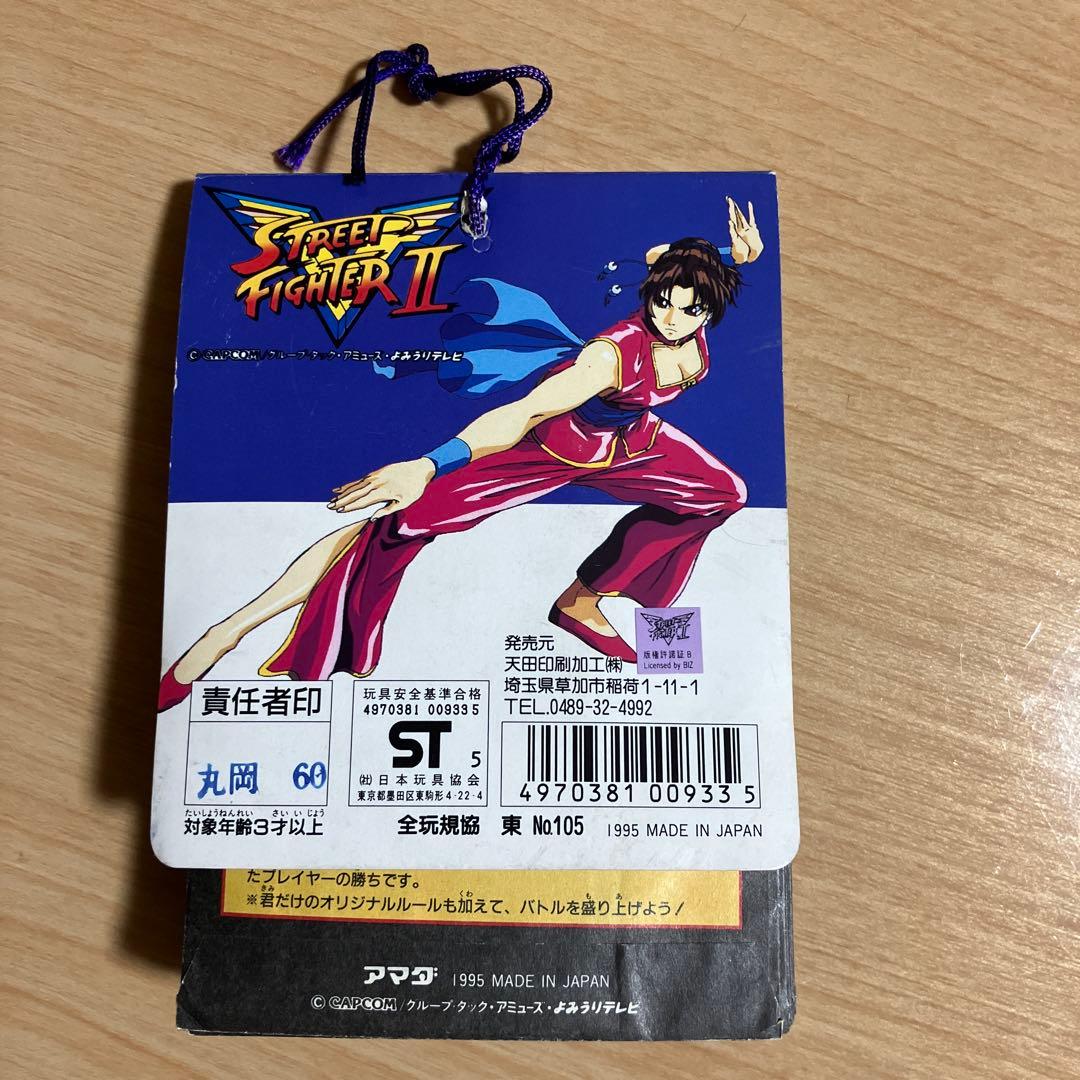 STREET
FIGHTER II
© CAPCOM/グループ・タック・アミューズ・よみうりテレビ
発売元
天田印刷加工㈱
埼玉県草加市稲荷1-11-1
TEL.0489-32-4992
STREET
FIGHTER II
版権許諾証 B
Licensed by BIZ
責任者印
丸岡 60
玩具安全基準合格
4970381 009335
ST 5
㈳日本玩具協会
東京都墨田区東駒形4-22-4
4970381 009335
たいしょうねんれい さい いじょう
対象年齢3才以上
全玩規協 東 No.105 1995 MADE IN JAPAN
たプレイヤーの勝ちです。
きみ くわ も あ
※君だけのオリジナルルールも加えて、バトルを盛り上げよう!
アマダ 1995 MADE IN JAPAN
© CAPCOM/グループ・タック・アミューズ・よみうりテレビ